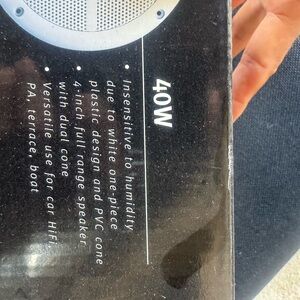 40W
• Insensitive to humidity
due to white one-piece
plastic design and PVC cone
• 4-inch full range speaker
with dual cone
• Versatile use for car HiFi,
PA, terrace, boat